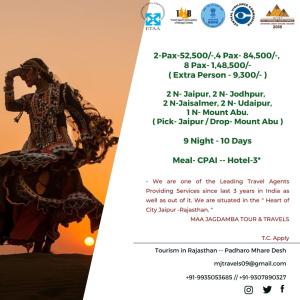 ETAA
2-Pax-52,500/-,4 Pax- 84,500/-,
8 Pax- 1,48,500/-
( Extra Person - 9,300/- )
2 N- Jaipur, 2 N- Jodhpur,
2 N-Jaisalmer, 2 N- Udaipur,
1 N- Mount Abu.
( Pick- Jaipur / Drop- Mount Abu )
9 Night - 10 Days
Meal- CPAI -- Hotel-3*
- We are one of the Leading Travel Agents
Providing Services since last 3 years in India as
well as out of it. We are situated in the " Heart of
City Jaipur -Rajasthan, "
MAA JAGDAMBA TOUR & TRAVELS
T.C. Apply
Tourism in Rajasthan -- Padharo Mhare Desh
mjtravels09@gmail.com
+91-9935053685 // +91-9307890327